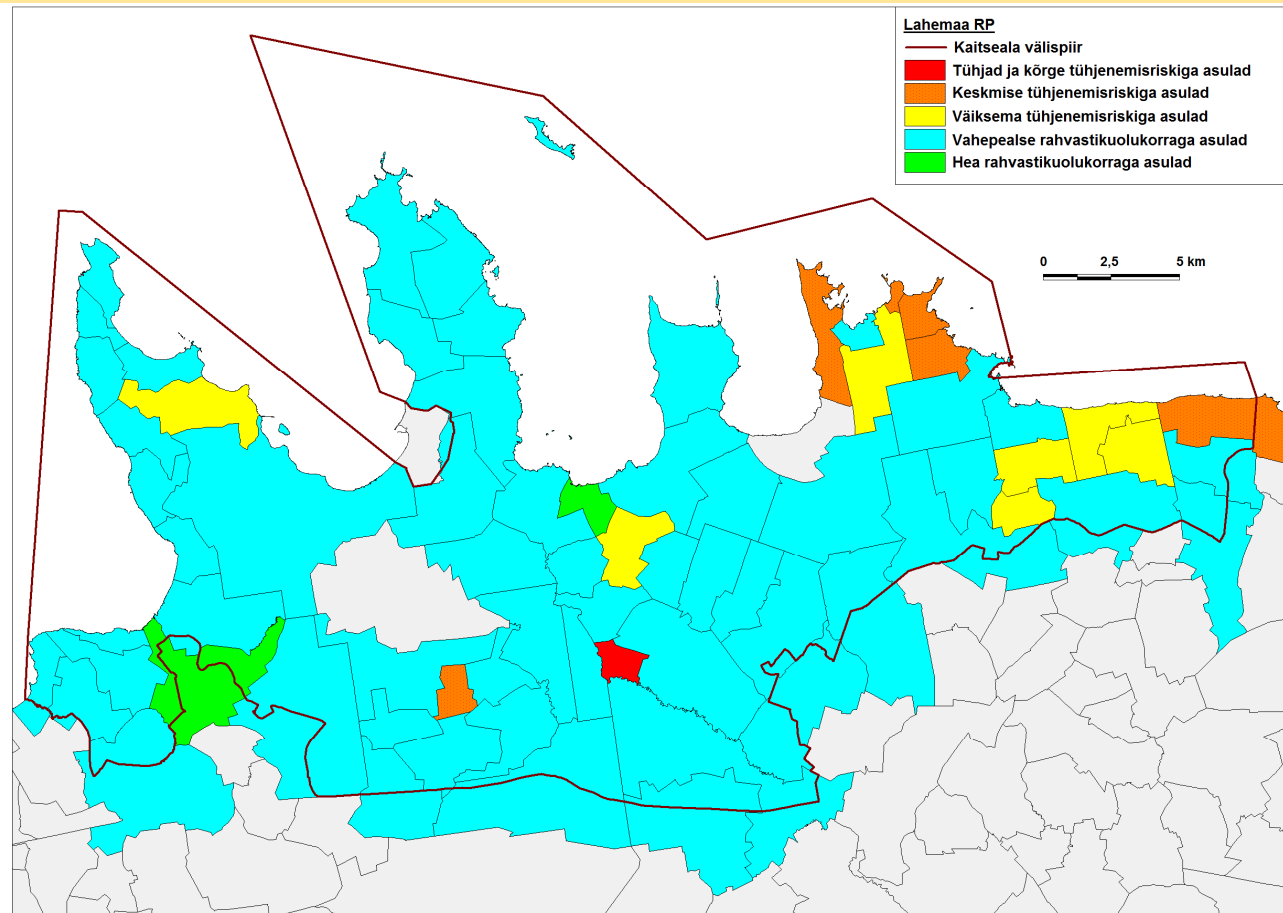 Lahemaa RP
Kaitseala välispiir
Tühjad ja kõrge tühjenemisriskiga asulad
Keskmise tühjenemisriskiga asulad
Väiksema tühjenemisriskiga asulad
Vahepealse rahvastikuolukorraga asulad
Hea rahvastikuolukorraga asulad
0 2,5 5 km